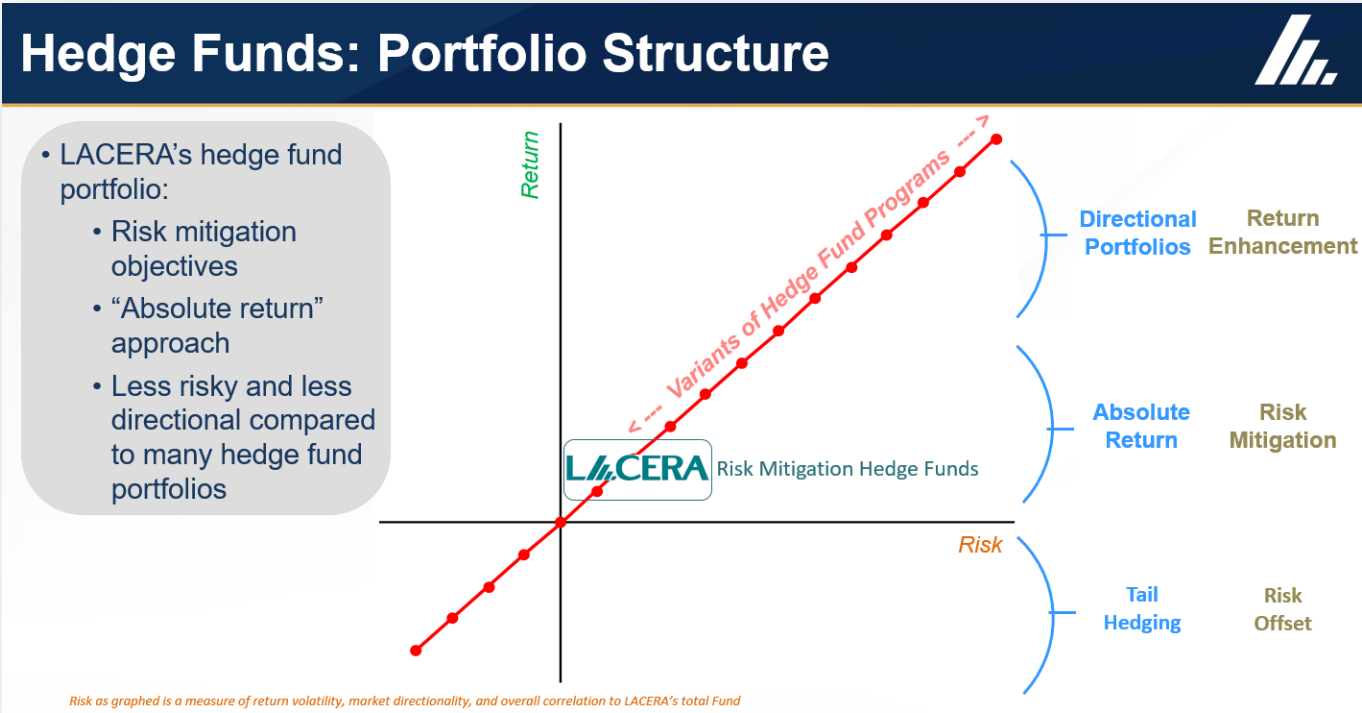 Hedge Funds: Portfolio Structure
• LACERA’s hedge fund
portfolio:
• Risk mitigation
objectives
• “Absolute return”
approach
• Less risky and less
directional compared
to many hedge fund
portfolios
Return
<--- Variants of Hedge Fund Programs --->
LACERA Risk Mitigation Hedge Funds
Risk
Directional
Portfolios
Return
Enhancement
Absolute
Return
Risk
Mitigation
Tail
Hedging
Risk
Offset
Risk as graphed is a measure of return volatility, market directionality, and overall correlation to LACERA’s total Fund